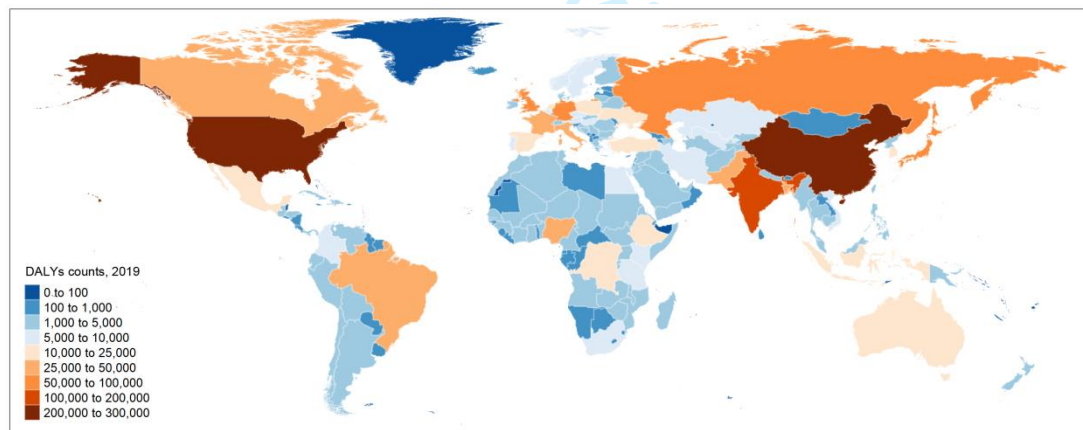 DALYs counts, 2019
0 to 100
100 to 1,000
1,000 to 5,000
5,000 to 10,000
10,000 to 25,000
25,000 to 50,000
50,000 to 100,000
100,000 to 200,000
200,000 to 300,000